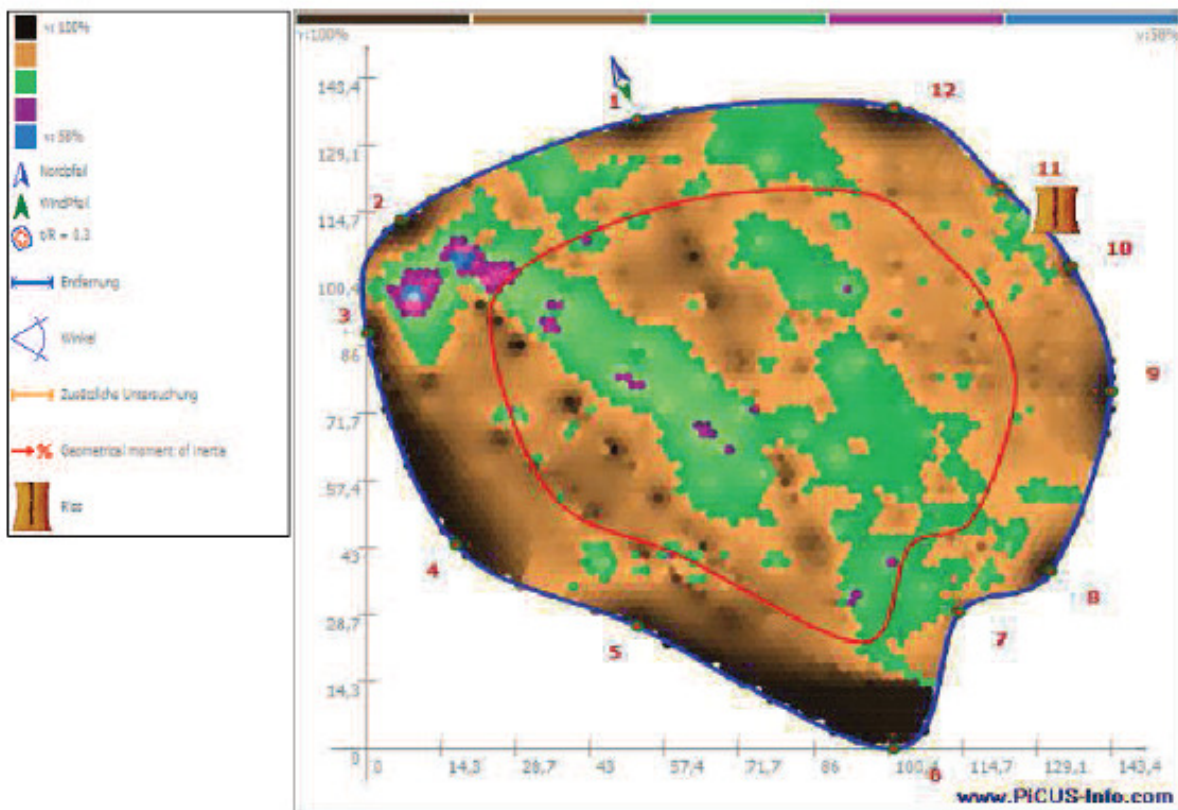 v: 100%
v: 58%
Nordpfeil
WindPfeil
t/R = 0.3
Entfernung
Winkel
Zusätzliche Untersuchung
Geometrical moment of inertia
Riss
v:100%
v:58%
1
12
11
2
10
3
9
4
8
5
7
6
143,4
129,1
114,7
100,4
86
71,7
57,4
43
28,7
14,3
0
0
14,3
28,7
43
57,4
71,7
86
100,4
114,7
129,1
143,4
www.PiCUS-Info.com